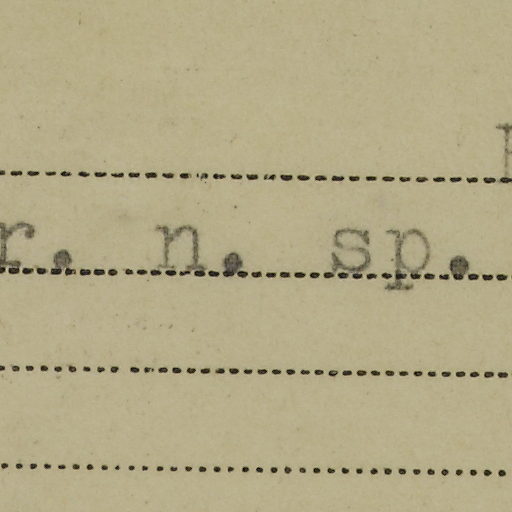 r. n. sp.